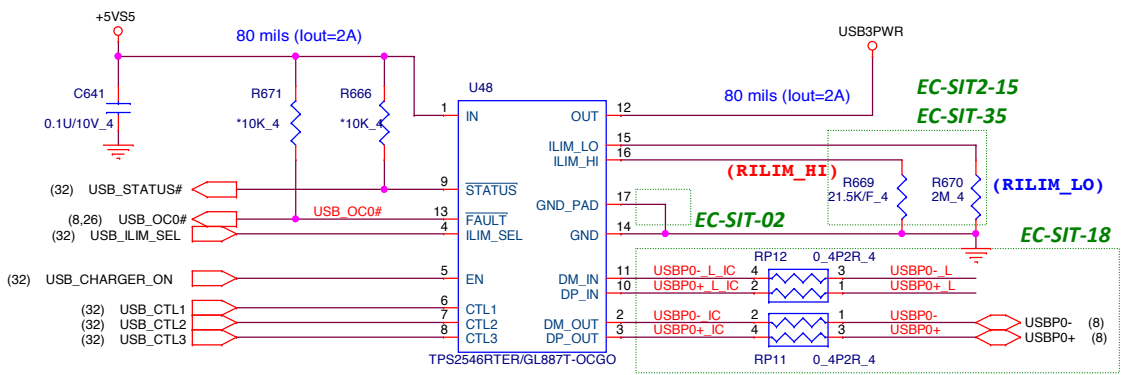 +5VS5
80 mils (Iout=2A)
USB3PWR
C641
0.1U/10V_4
R671
*10K_4
R666
*10K_4
U48
80 mils (Iout=2A)
EC-SIT2-15
EC-SIT-35
1 IN
OUT 12
ILIM_LO 15
ILIM_HI 16
(RILIM_HI)
R669
21.5K/F_4
R670
2M_4
(RILIM_LO)
(32) USB_STATUS# 9 STATUS
GND_PAD 17
(8,26) USB_OC0# USB_OC0# 13 FAULT
EC-SIT-02
(32) USB_ILIM_SEL 4 ILIM_SEL
GND 14
EC-SIT-18
RP12 0_4P2R_4
(32) USB_CHARGER_ON 5 EN
DM_IN 11 USBP0-_L_IC 4 3 USBP0-_L
DP_IN 10 USBP0+_L_IC 2 1 USBP0+_L
(32) USB_CTL1 6 CTL1
(32) USB_CTL2 7 CTL2
DM_OUT 2 USBP0-_IC 2 1 USBP0- USBP0- (8)
(32) USB_CTL3 8 CTL3
DP_OUT 3 USBP0+_IC 4 3 USBP0+ USBP0+ (8)
TPS2546RTER/GL887T-OCGO
RP11 0_4P2R_4